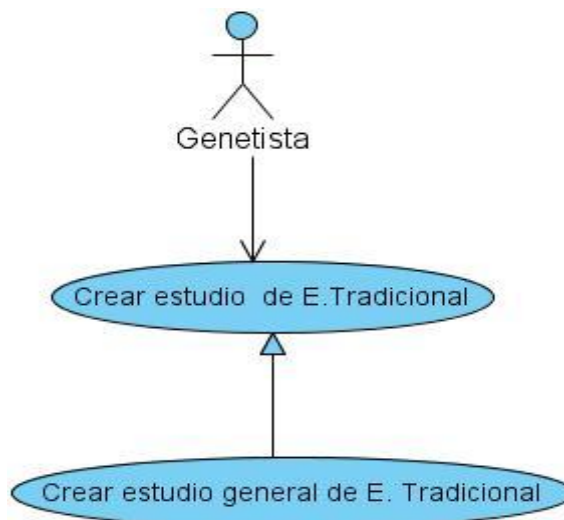 Genetista
Crear estudio de E.Tradicional
Crear estudio general de E. Tradicional